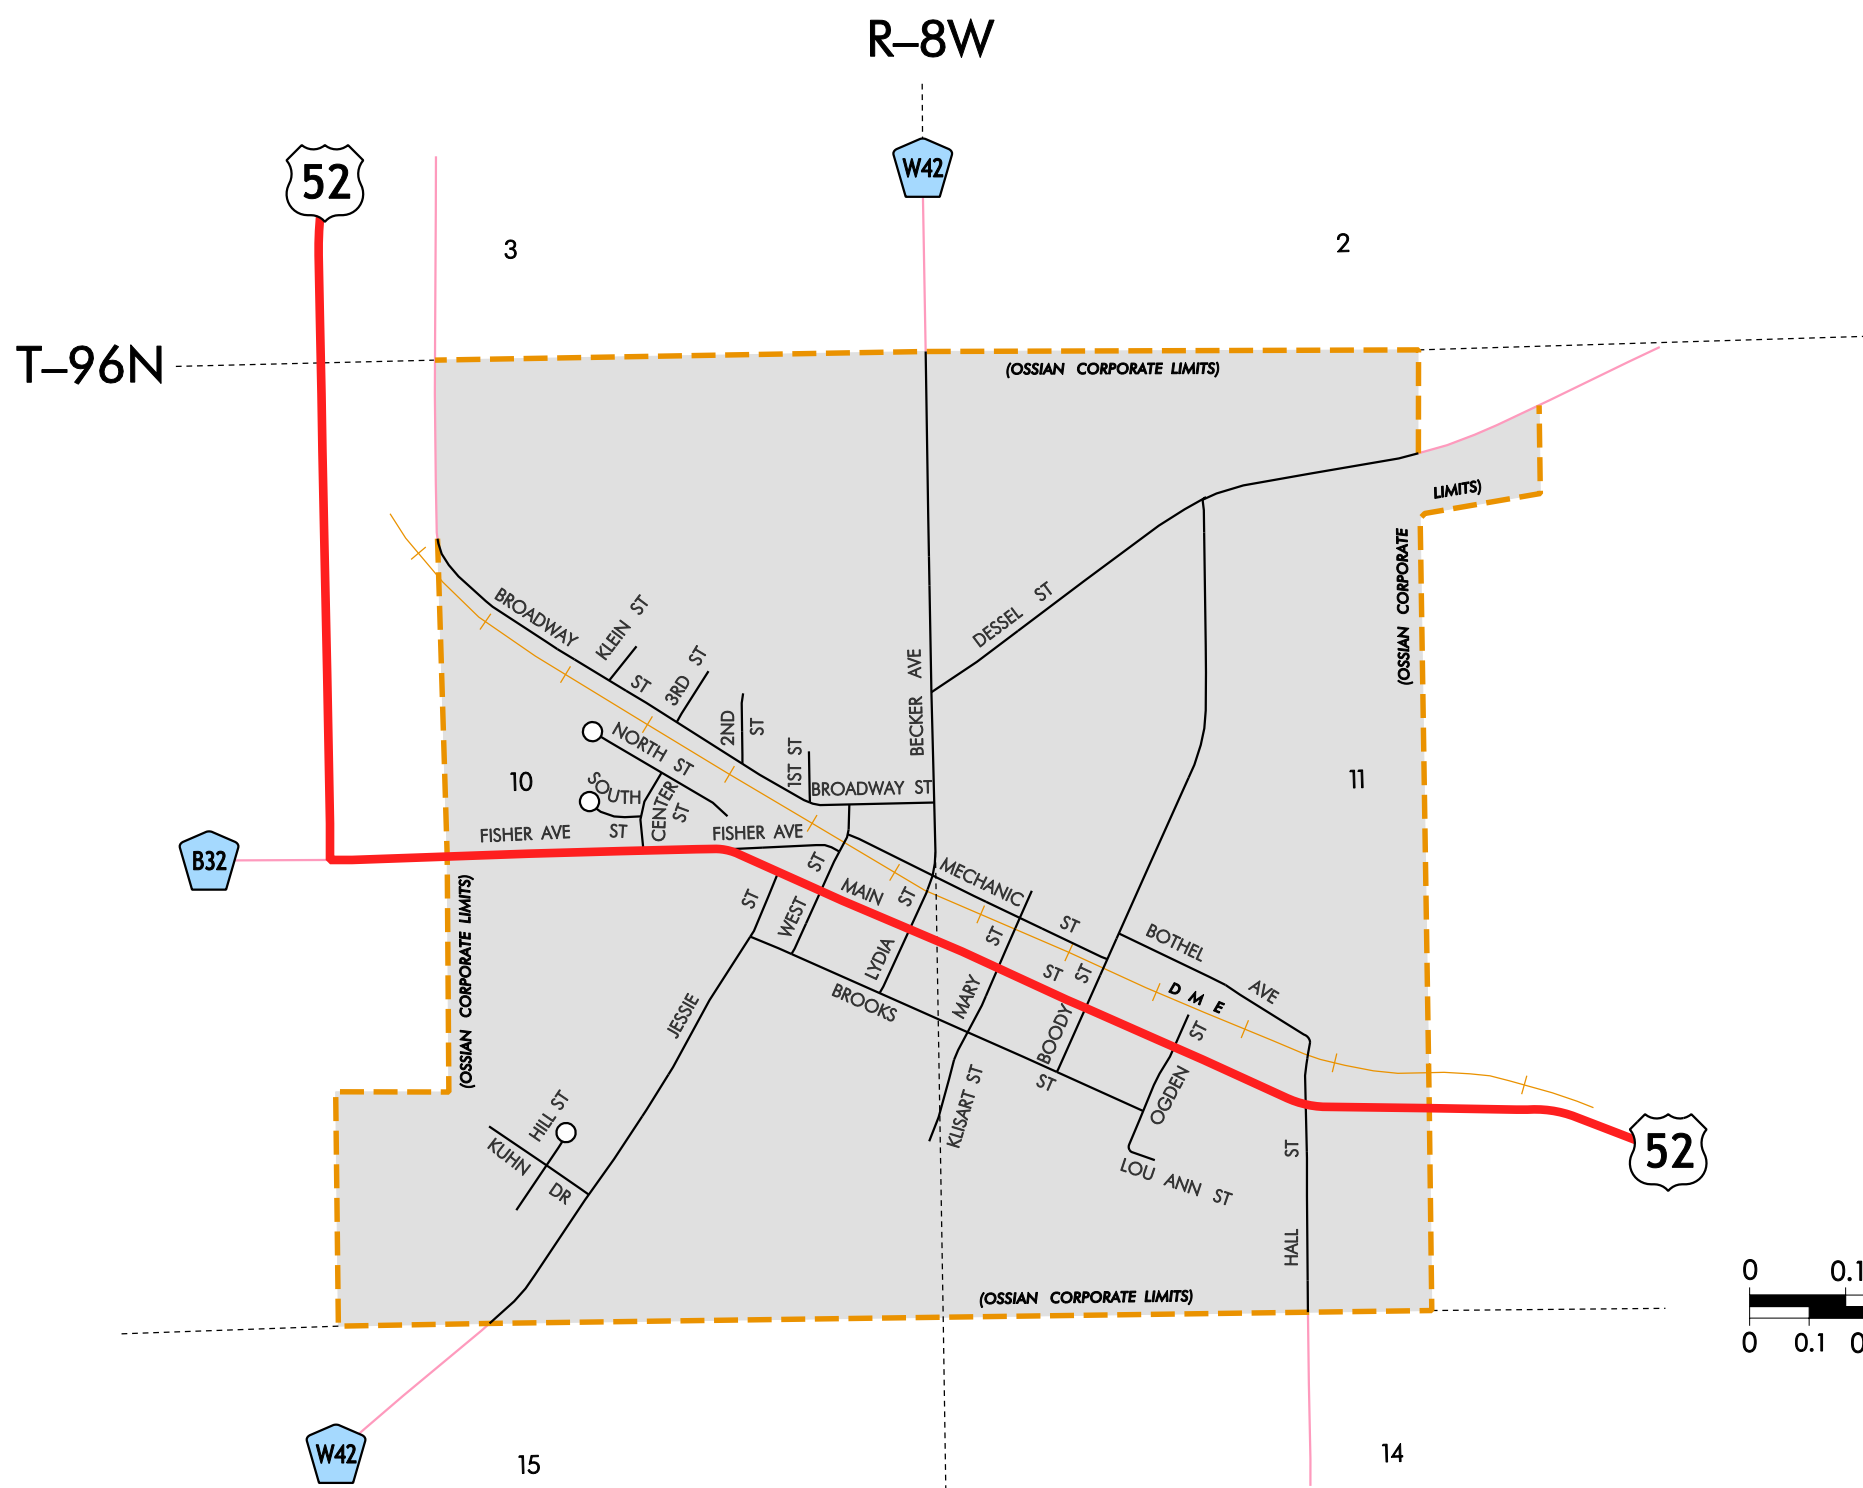 R–8W
52
W42
3
2
T–96N
(OSSIAN CORPORATE LIMITS)
LIMITS)
(OSSIAN CORPORATE
BROADWAY ST
KLEIN ST
3RD ST
2ND ST
1ST ST
BROADWAY ST
BECKER AVE
DESSEL ST
NORTH ST
SOUTH ST
CENTER ST
10
11
FISHER AVE
FISHER AVE
B32
MAIN ST
MECHANIC ST
WEST ST
LYDIA ST
MARY ST
BOODY ST
BOTHEL AVE
DME
JESSIE ST
BROOKS ST
OGDEN ST
KLISART ST
LOU ANN ST
HALL ST
HILL ST
KUHN DR
(OSSIAN CORPORATE LIMITS)
52
(OSSIAN CORPORATE LIMITS)
0 0.1
0 0.1 0
W42
15
14